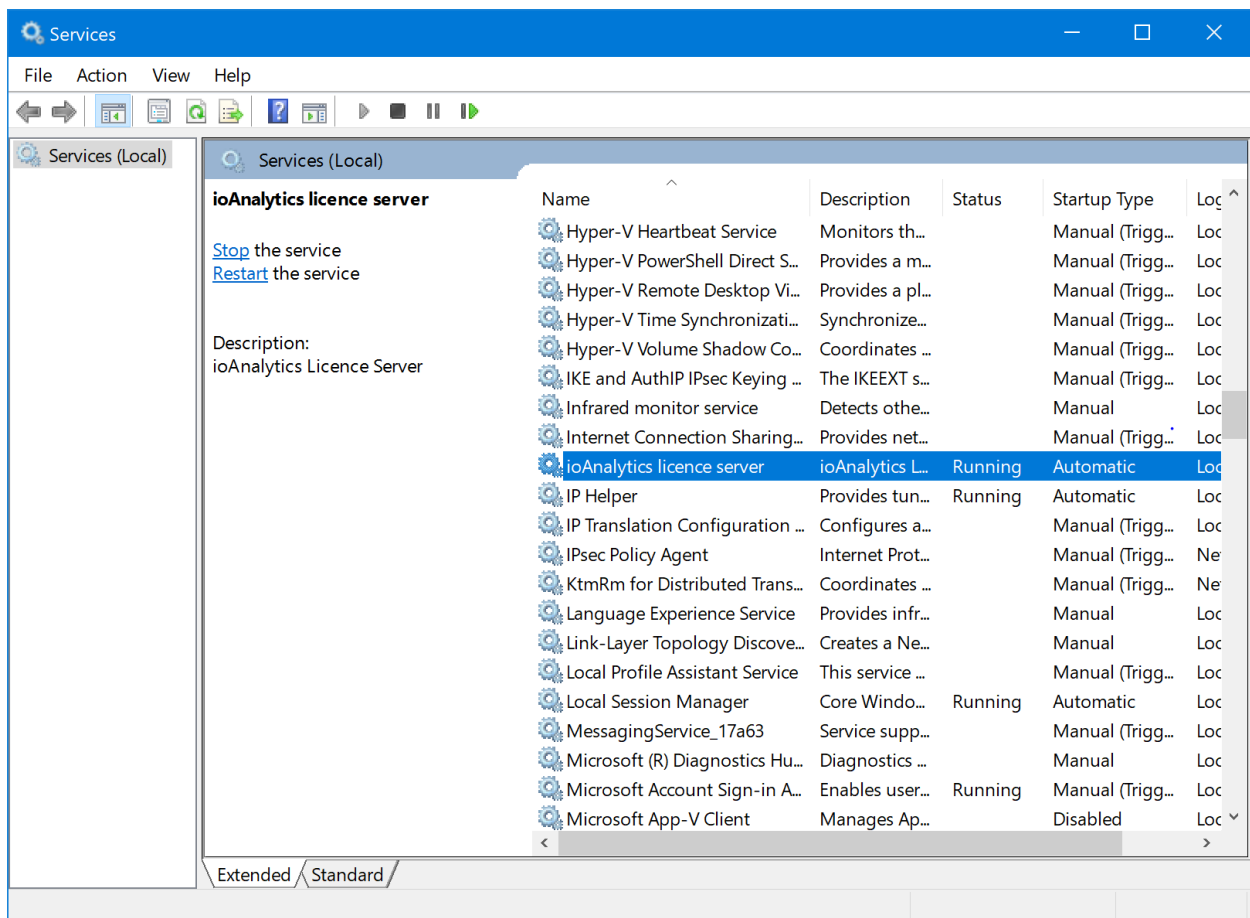 Services
File Action View Help
Services (Local)
Services (Local)
ioAnalytics licence server
Stop the service
Restart the service
Description:
ioAnalytics Licence Server
Name Description Status Startup Type Log
Hyper-V Heartbeat Service Monitors th... Manual (Trigg... Loc
Hyper-V PowerShell Direct S... Provides a m... Manual (Trigg... Loc
Hyper-V Remote Desktop Vi... Provides a pl... Manual (Trigg... Loc
Hyper-V Time Synchronizati... Synchronize... Manual (Trigg... Loc
Hyper-V Volume Shadow Co... Coordinates ... Manual (Trigg... Loc
IKE and AuthIP IPsec Keying ... The IKEEXT s... Manual (Trigg... Loc
Infrared monitor service Detects othe... Manual Loc
Internet Connection Sharing... Provides net... Manual (Trigg... Loc
ioAnalytics licence server ioAnalytics L... Running Automatic Loc
IP Helper Provides tun... Running Automatic Loc
IP Translation Configuration ... Configures a... Manual (Trigg... Loc
IPsec Policy Agent Internet Prot... Manual (Trigg... Net
KtmRm for Distributed Trans... Coordinates ... Manual (Trigg... Net
Language Experience Service Provides infr... Manual Loc
Link-Layer Topology Discove... Creates a Ne... Manual Loc
Local Profile Assistant Service This service ... Manual (Trigg... Loc
Local Session Manager Core Windo... Running Automatic Loc
MessagingService_17a63 Service supp... Manual (Trigg... Loc
Microsoft (R) Diagnostics Hu... Diagnostics ... Manual Loc
Microsoft Account Sign-in A... Enables user... Running Manual (Trigg... Loc
Microsoft App-V Client Manages Ap... Disabled Loc
Extended Standard